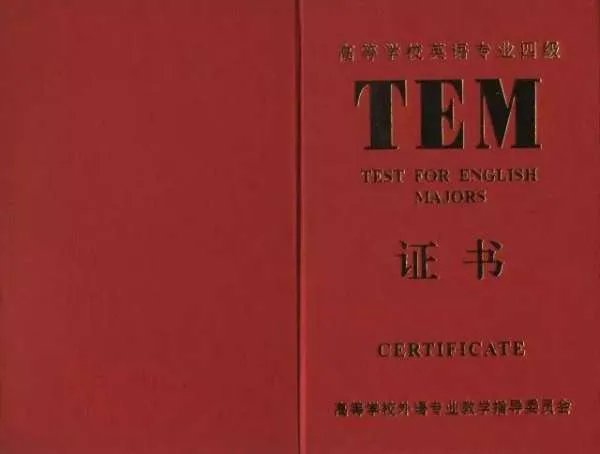 高等学校英语专业四级
TEM
TEST FOR ENGLISH
MAJORS
证书
CERTIFICATE
高等学校外语专业教学指导委员会